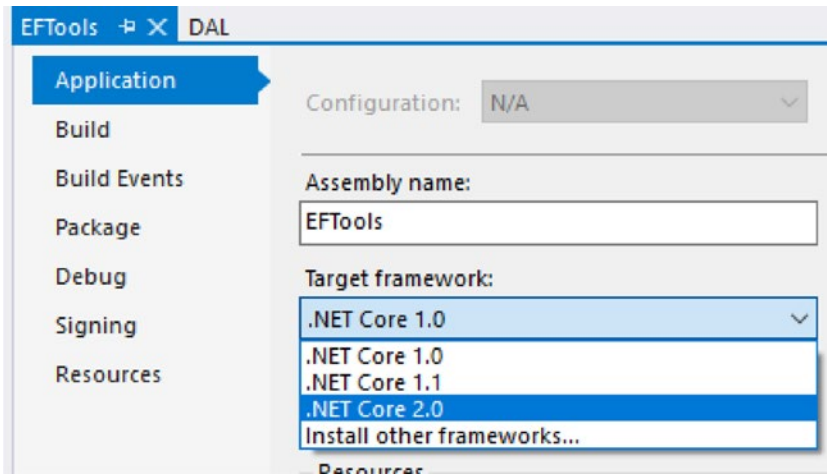 EFTools DAL
Application
Build
Build Events
Package
Debug
Signing
Resources
Configuration: N/A
Assembly name:
EFTools
Target framework:
.NET Core 1.0
.NET Core 1.0
.NET Core 1.1
.NET Core 2.0
Install other frameworks...
Resources